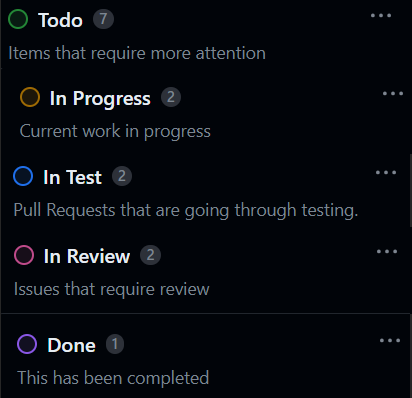 Todo 7
Items that require more attention
In Progress 2
Current work in progress
In Test 2
Pull Requests that are going through testing.
In Review 2
Issues that require review
Done 1
This has been completed